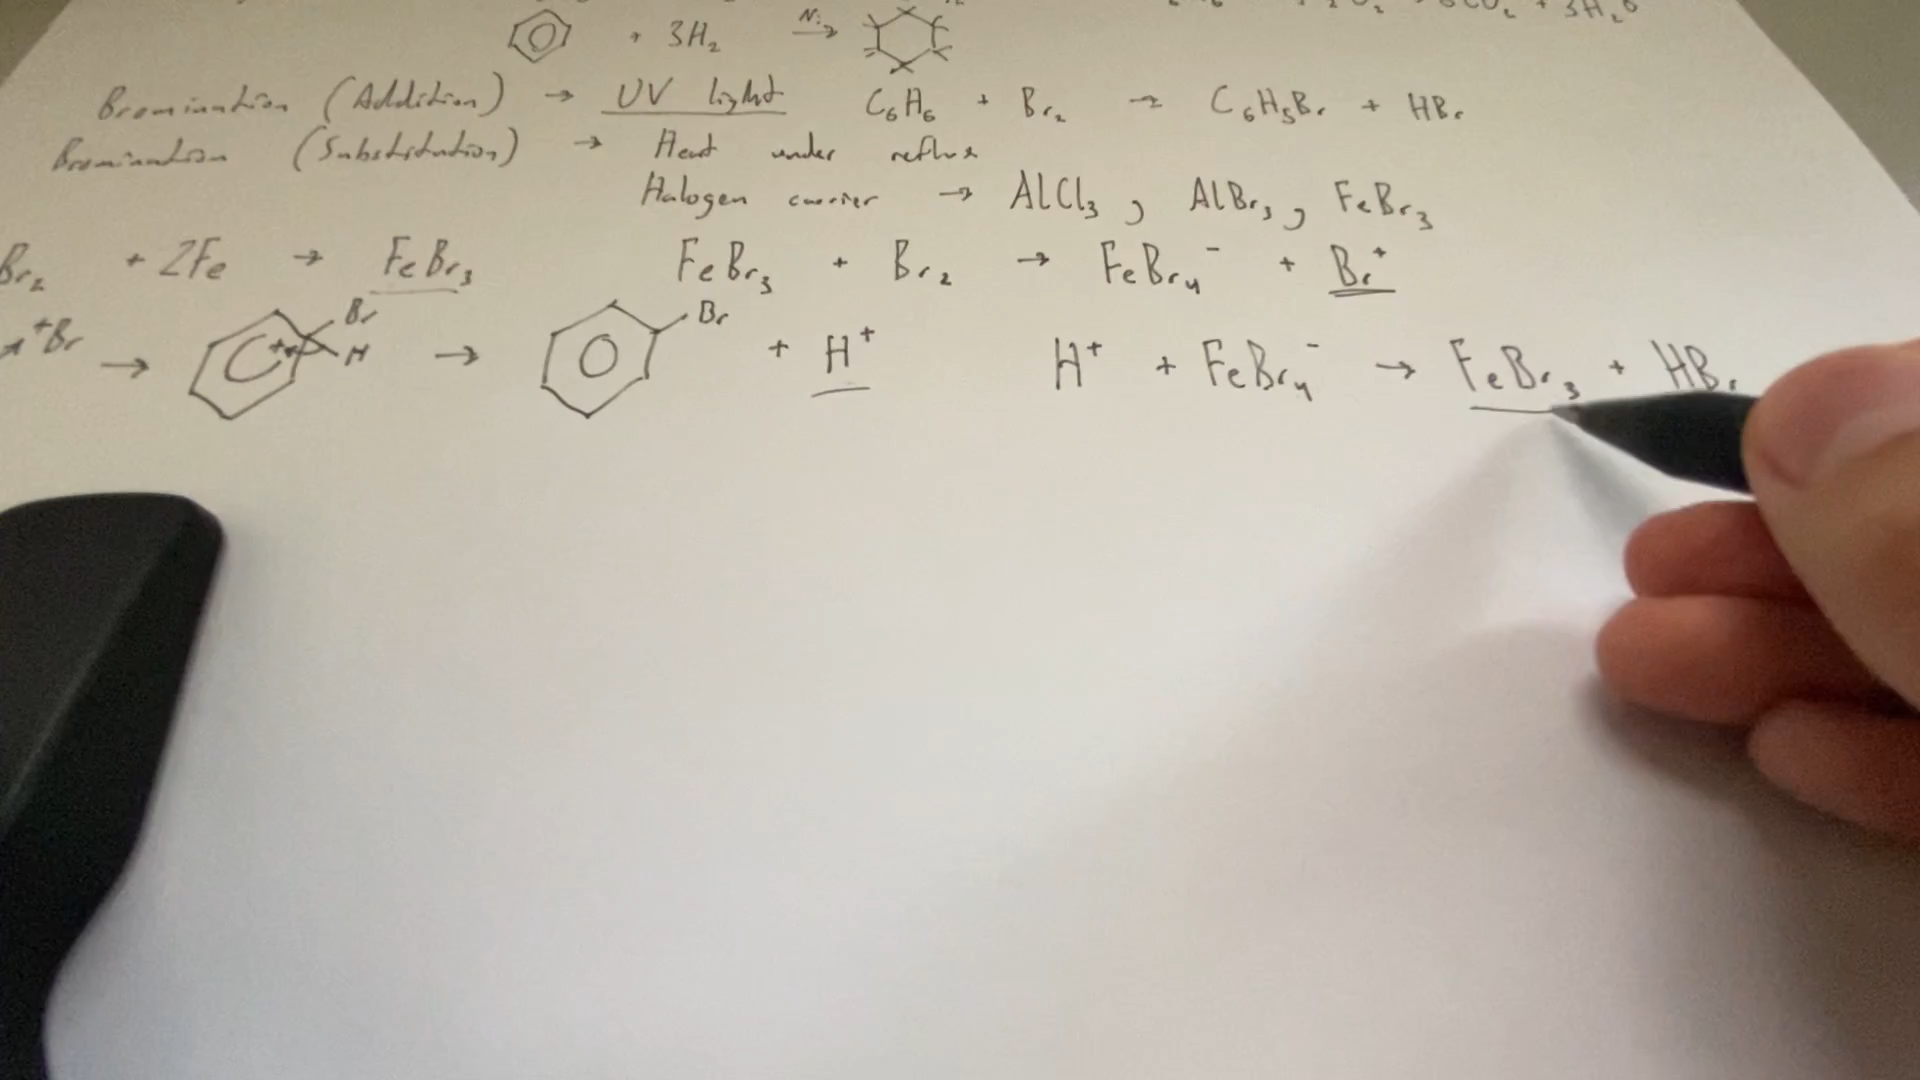 + 3H₂ Ni→
Bromination (Addition) → UV light C₆H₆ + Br₂ → C₆H₅Br + HBr
Bromination (Substitution) → Heat under reflux
Halogen carrier → AlCl₃, AlBr₃, FeBr₃
Br₂ + 2Fe → FeBr₃ FeBr₃ + Br₂ → FeBr₄⁻ + Br⁺
⁺Br → + Br H → Br + H⁺ H⁺ + FeBr₄⁻ → FeBr₃ + HBr